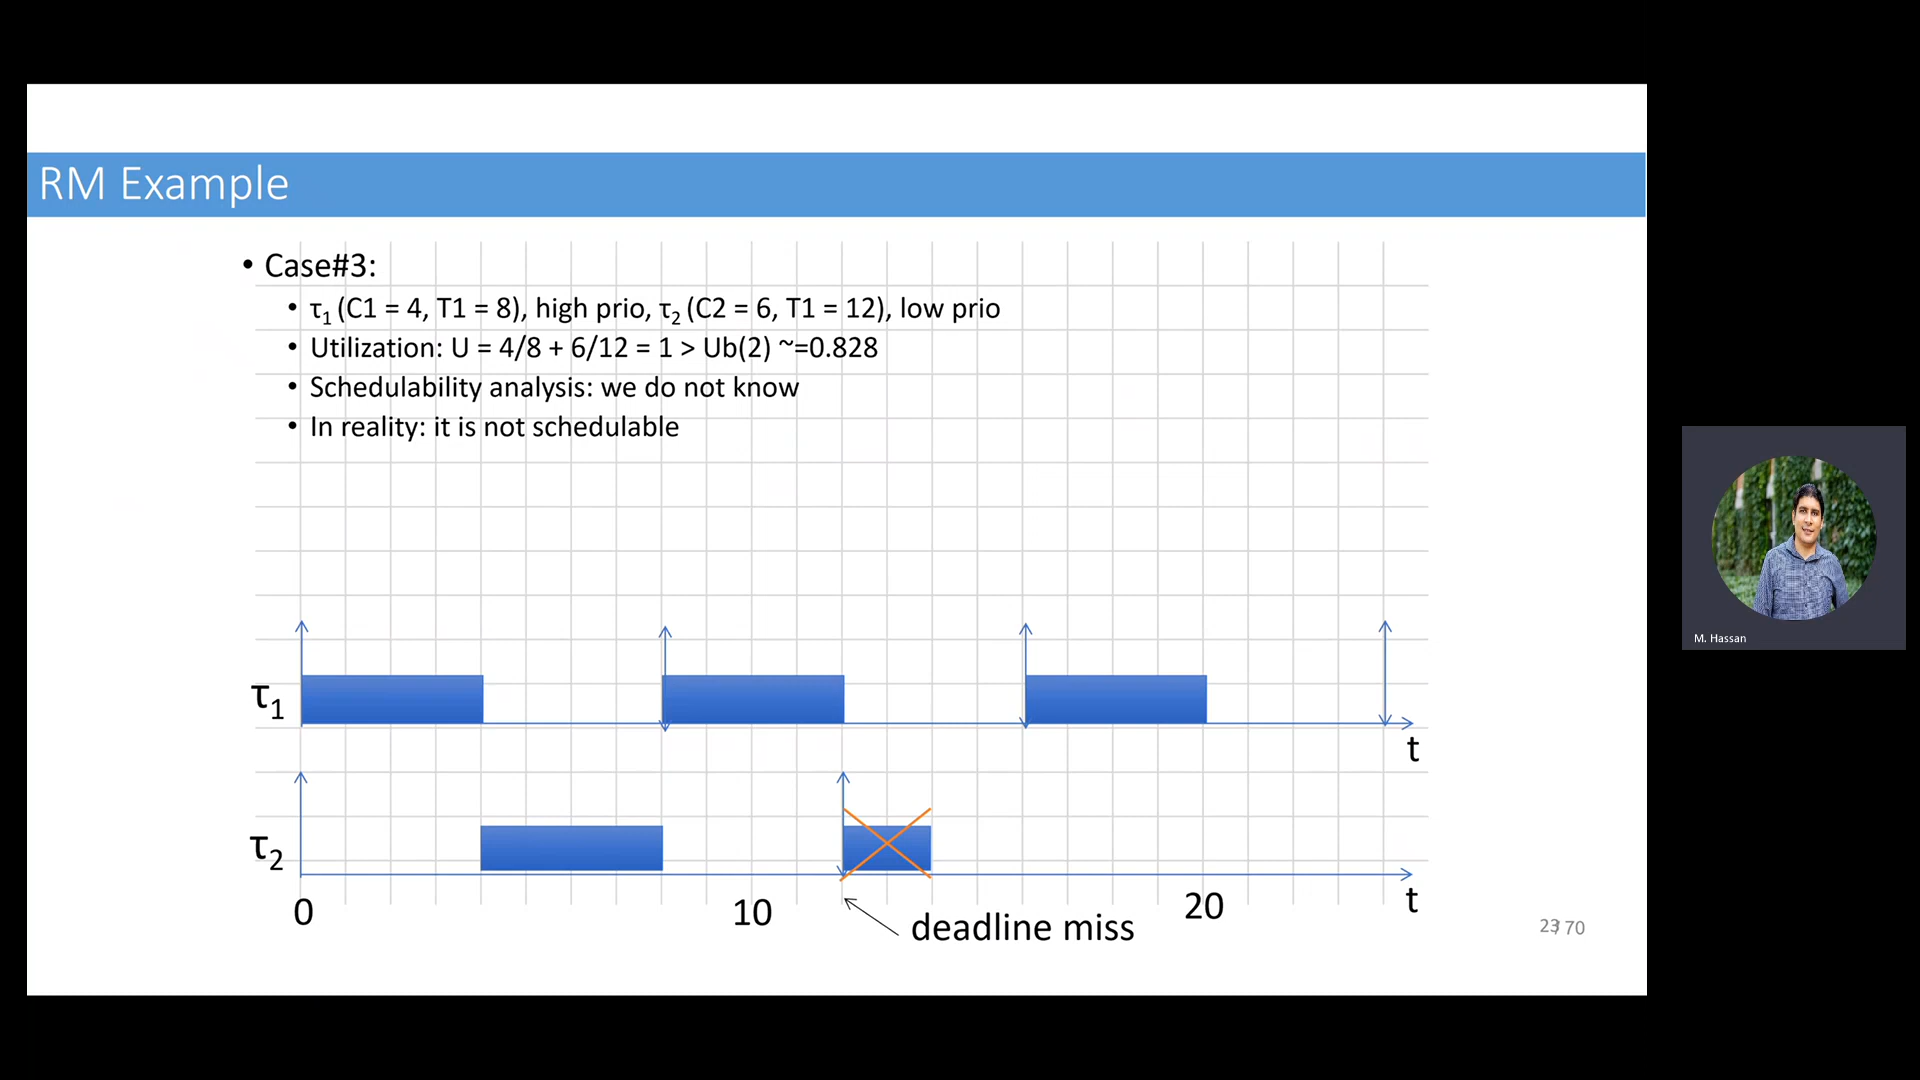 RM Example
• Case#3:
• τ1 (C1 = 4, T1 = 8), high prio, τ2 (C2 = 6, T1 = 12), low prio
• Utilization: U = 4/8 + 6/12 = 1 > Ub(2) ~=0.828
• Schedulability analysis: we do not know
• In reality: it is not schedulable
τ1
t
τ2
t
0
10
20
deadline miss
23/ 70
M. Hassan